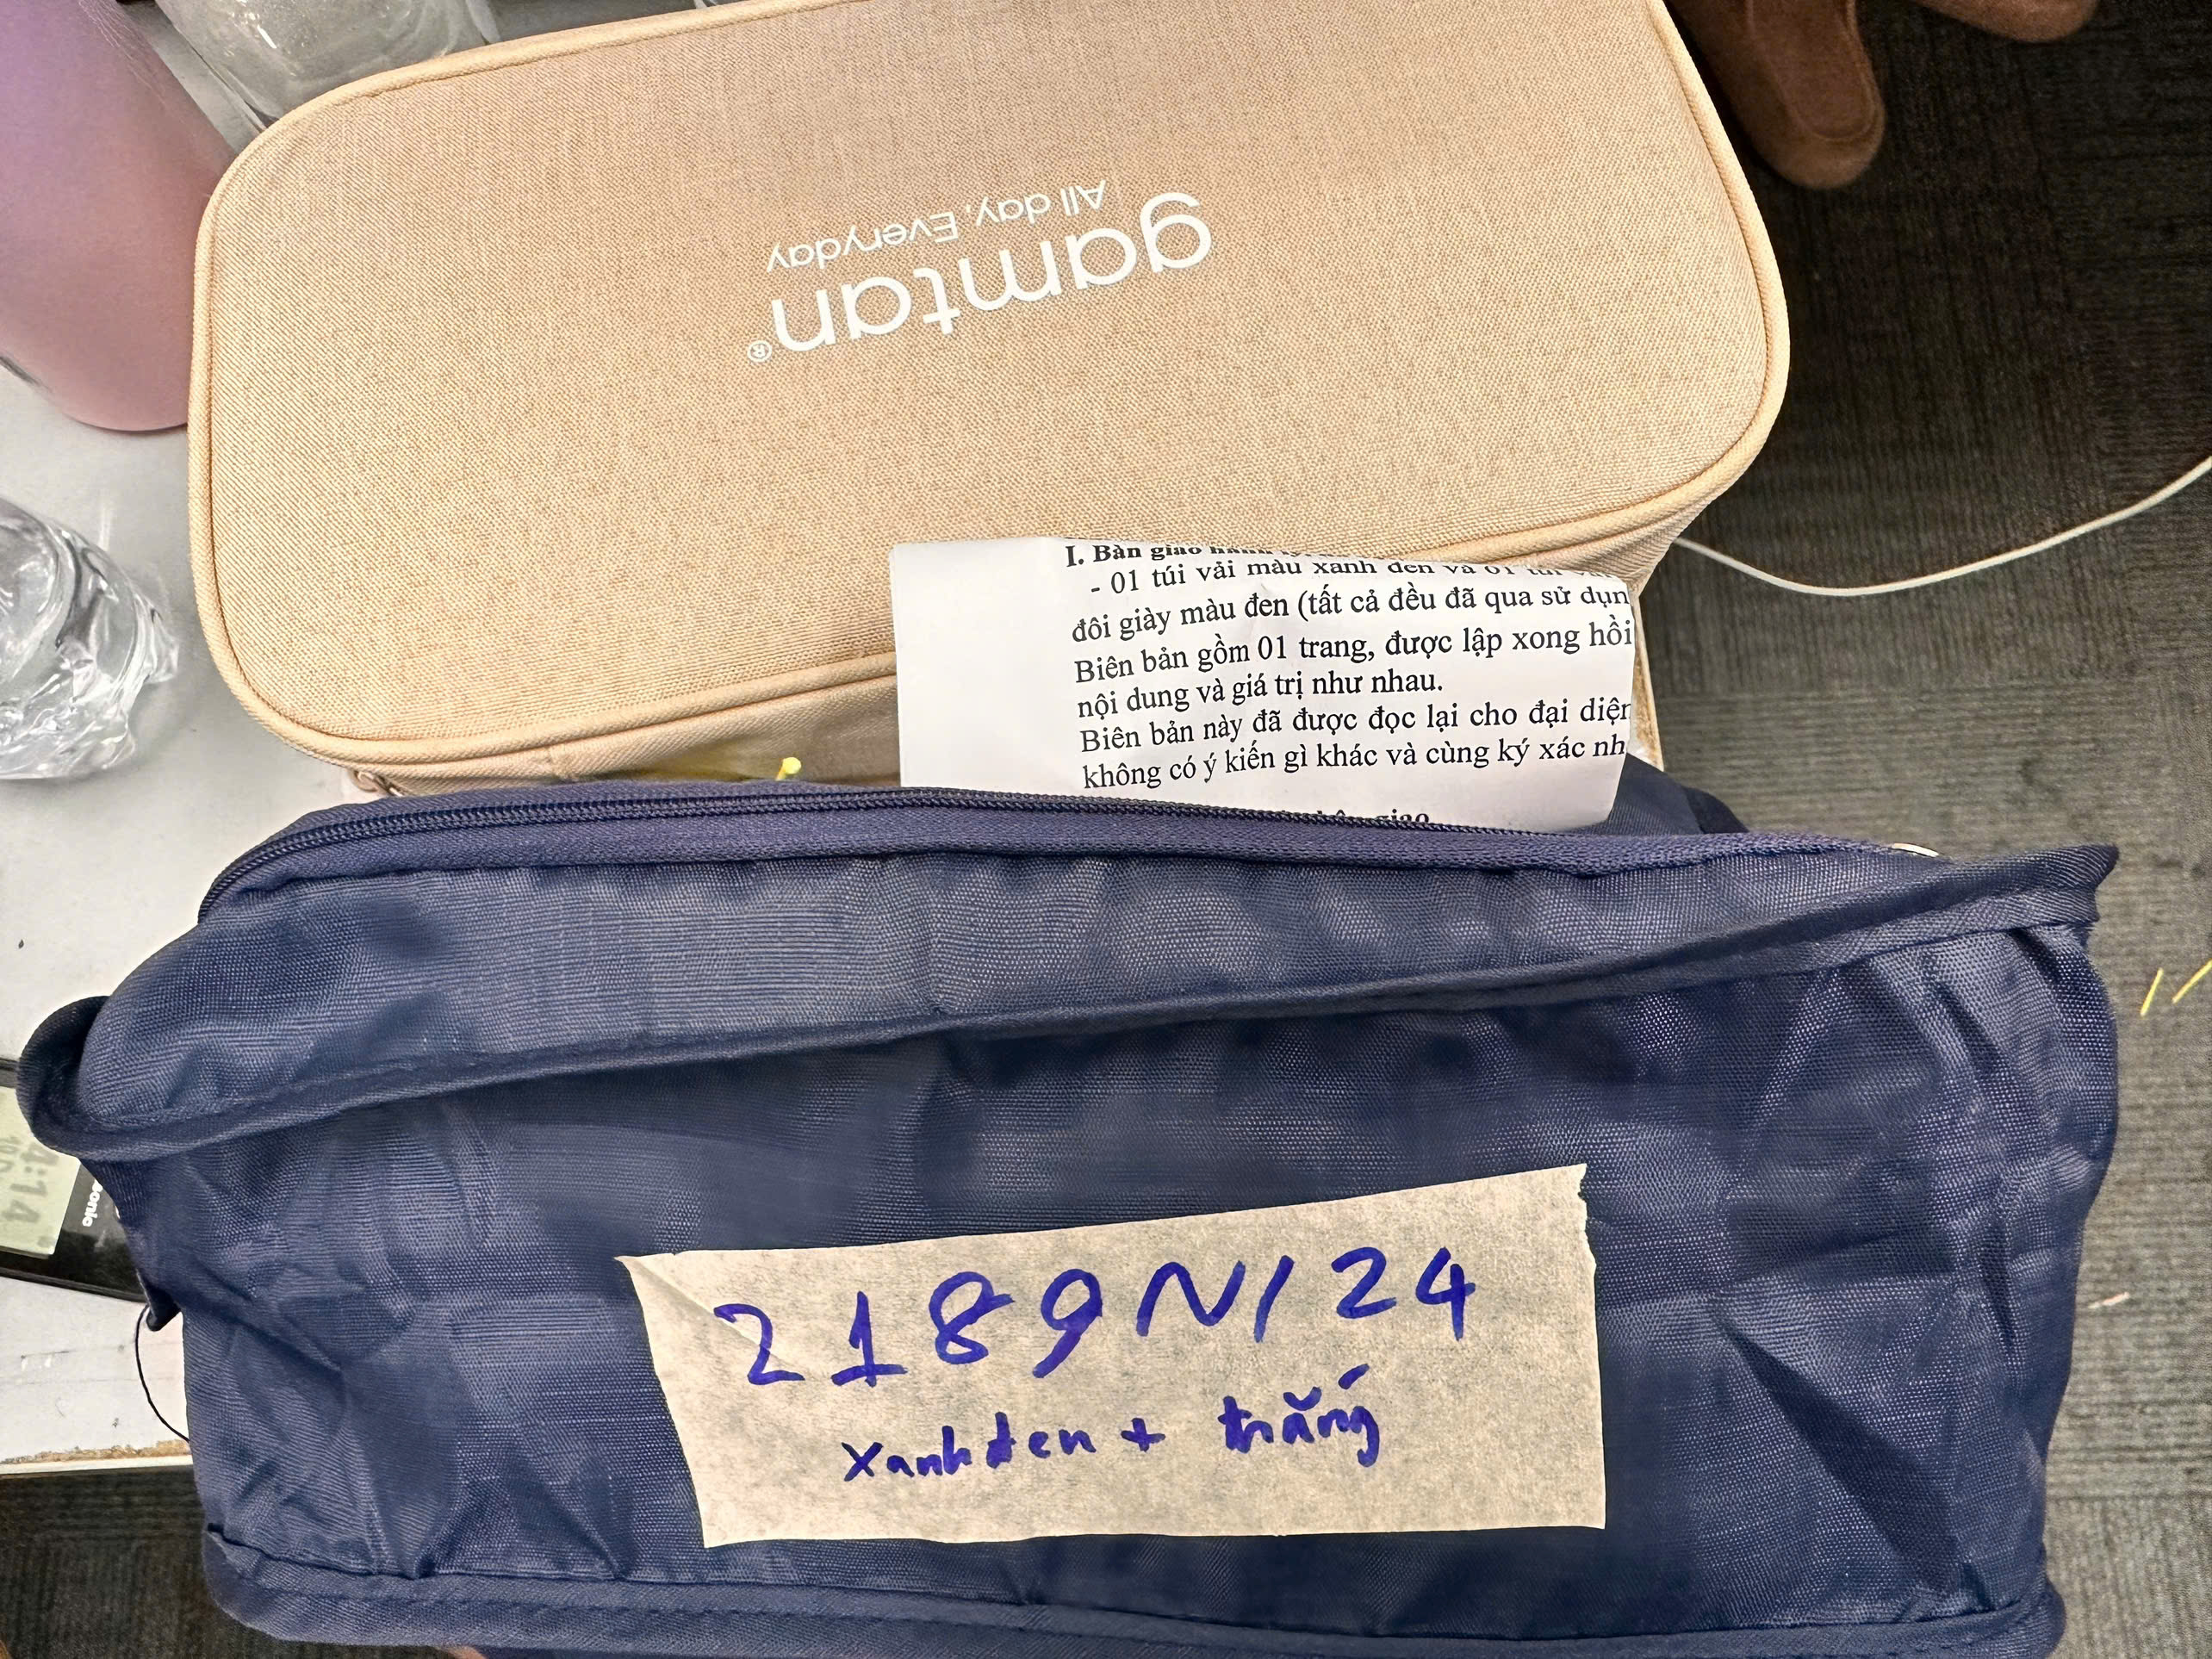 gamtan®
All day, Everyday
I. Bàn giao
- 01 túi vải màu xanh đen và 01 túi
đôi giày màu đen (tất cả đều đã qua sử dụn
Biên bản gồm 01 trang, được lập xong hồi
nội dung và giá trị như nhau.
Biên bản này đã được đọc lại cho đại diện
không có ý kiến gì khác và cùng ký xác nh
giao
2189N/24
xanh đen + trắng